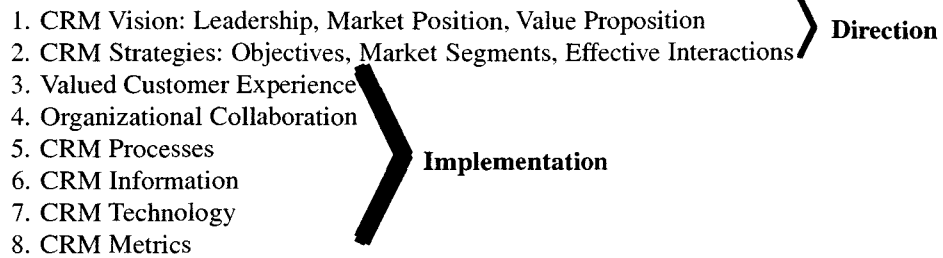 1. CRM Vision: Leadership, Market Position, Value Proposition
Direction
2. CRM Strategies: Objectives, Market Segments, Effective Interactions
3. Valued Customer Experience
4. Organizational Collaboration
5. CRM Processes
Implementation
6. CRM Information
7. CRM Technology
8. CRM Metrics